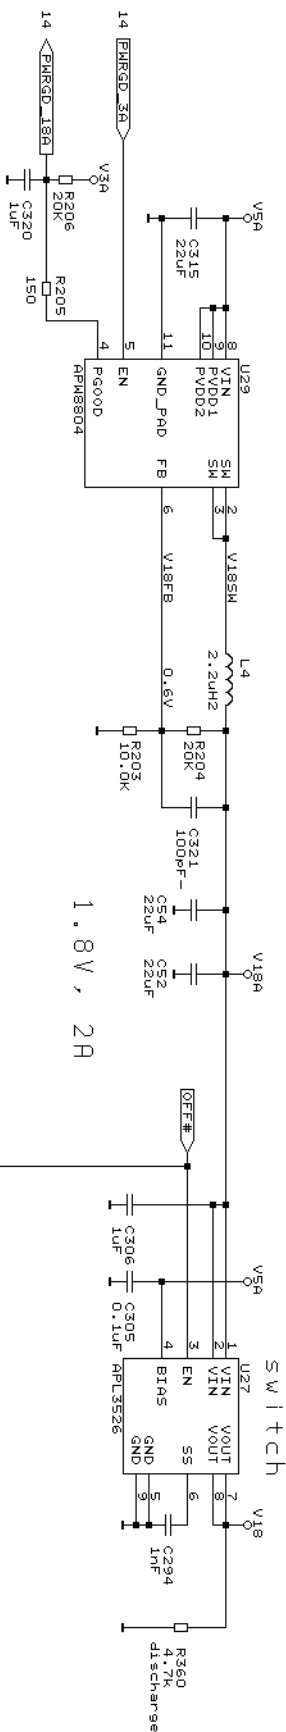 14
PWRGD_18A
14
PWRGD_3A
V3A
R206
20K
C320
1uF
R205
150
V5A
C315
22uF
U29
APW8804
4
PGOOD
5
EN
11
GND_PAD
10
PVDD2
9
PVDD1
8
VIN
FB
6
SW
3
SW
2
V18FB
V18SW
L4
2.2uH2
0.6V
R203
10.0K
R204
20K
C321
100pF-
C54
22uF
C52
22uF
V18A
1.8V, 2A
OFF#
C306
1uF
C305
0.1uF
V5A
switch
U27
APL3526
1
VIN
2
VIN
3
EN
4
BIAS
VOUT
7
VOUT
8
SS
6
GND
5
GND
9
V18
C294
1nF
R360
4.7k
discharge